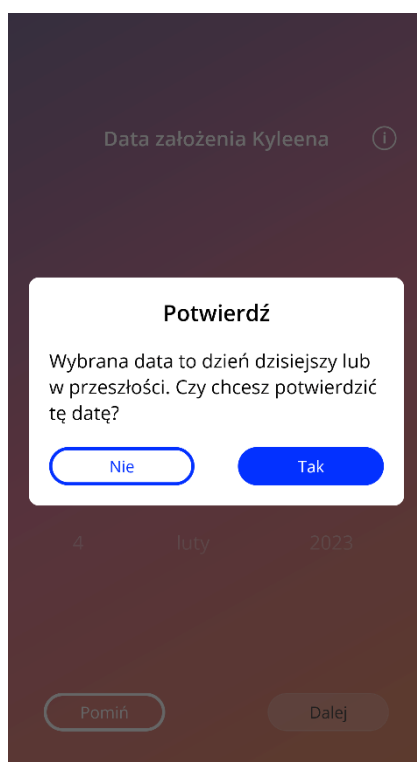 Data założenia Kyleena
Potwierdź
Wybrana data to dzień dzisiejszy lub
w przeszłości. Czy chcesz potwierdzić
tę datę?
Nie Tak
4 luty 2023
Pomiń Dalej